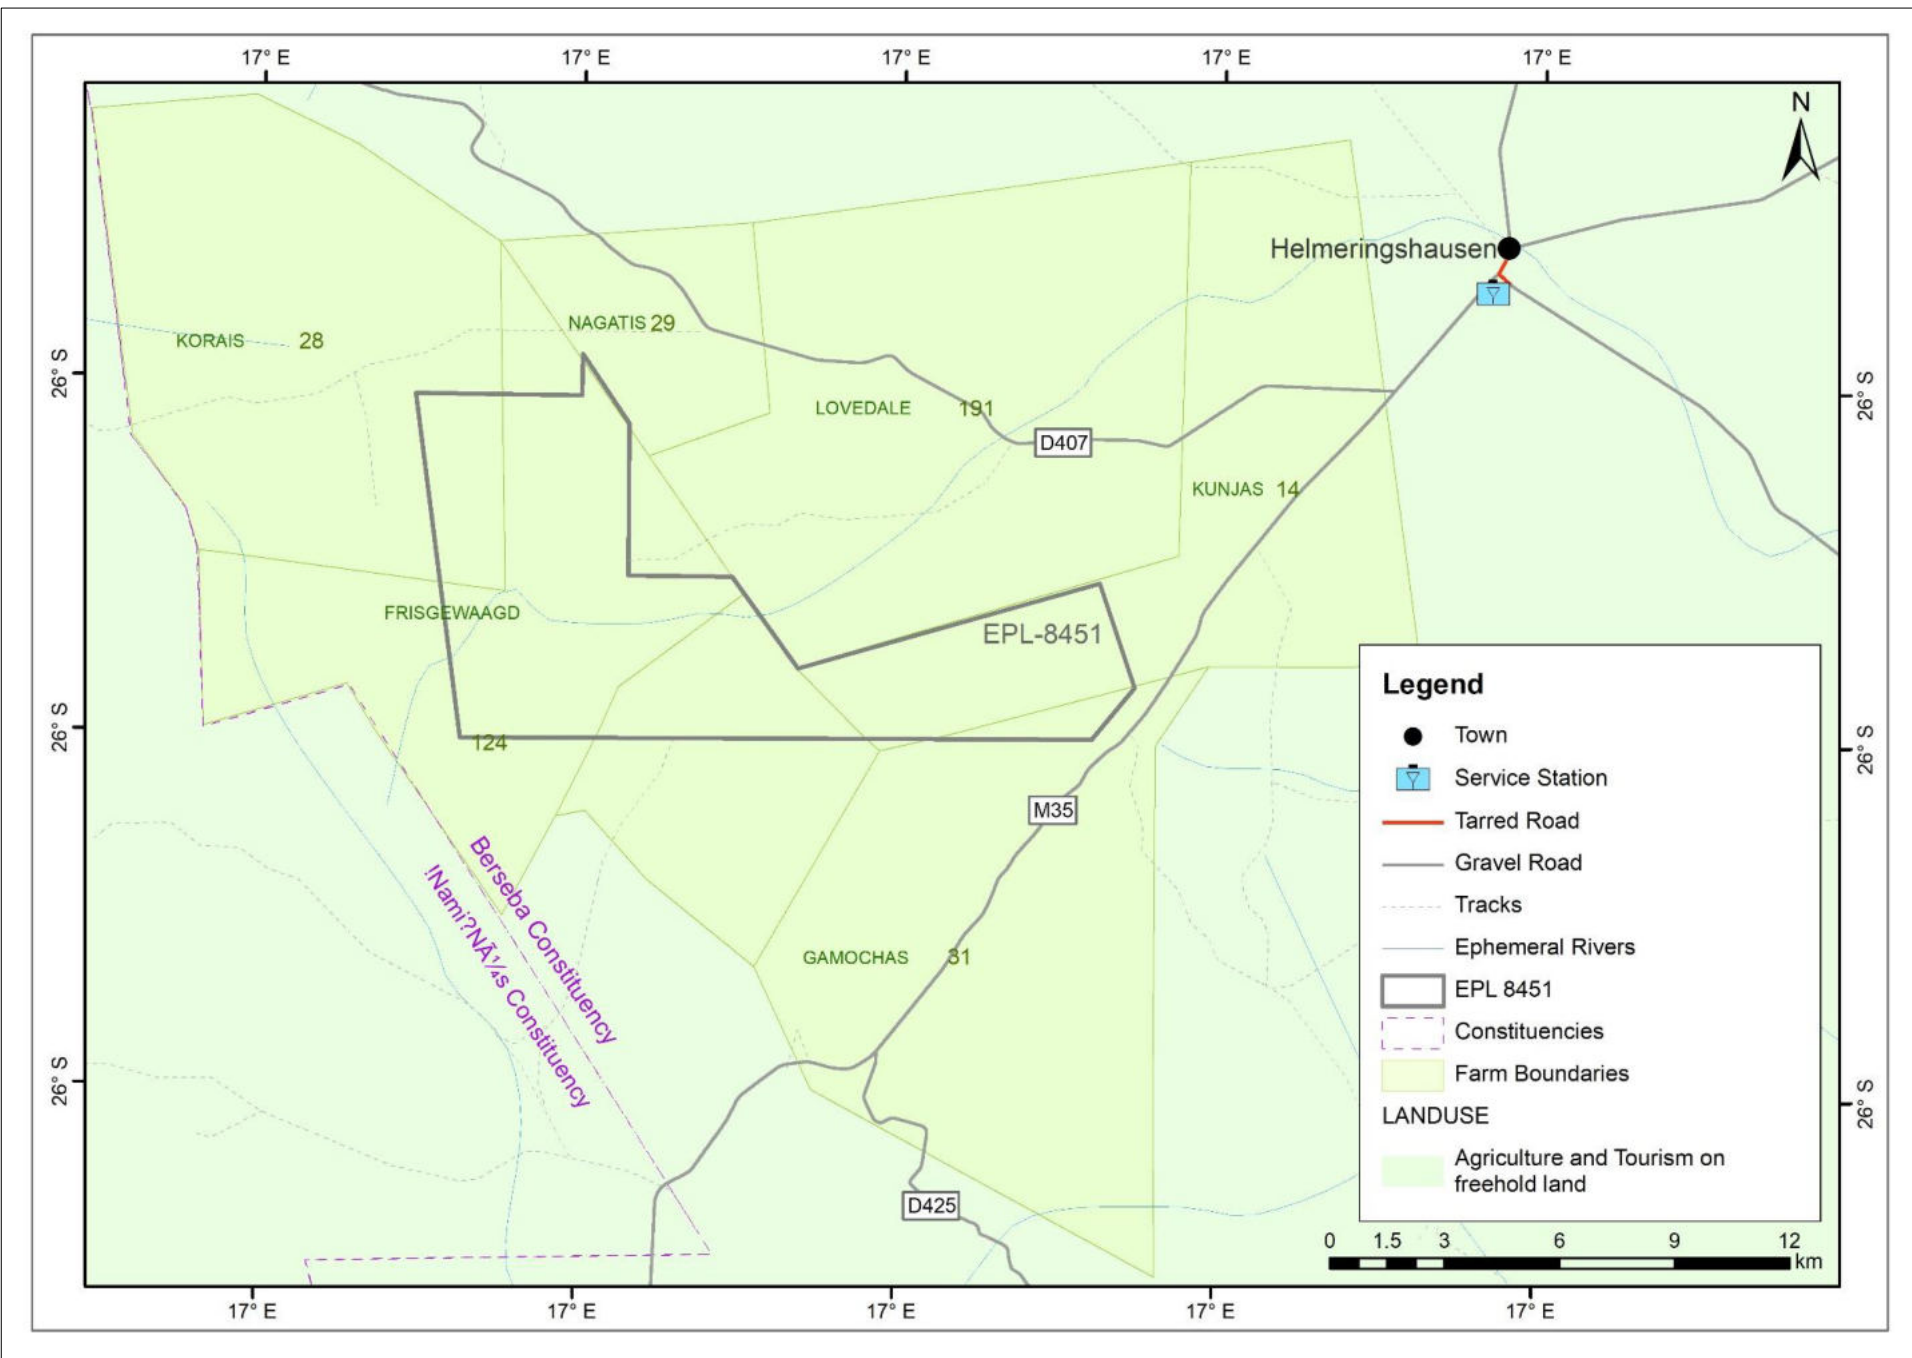 17° E 17° E 17° E 17° E 17° E
N
Helmeringshausen
NAGATIS 29
KORAIS 28
26° S
26° S
LOVEDALE 191
D407
KUNJAS 14
FRISGEWAAGD
EPL-8451
124
26° S
26° S
M35
Berseba Constituency
!Nami?NÃ¼s Constituency
GAMOCHAS 31
26° S
26° S
D425
Legend
Town
Service Station
Tarred Road
Gravel Road
Tracks
Ephemeral Rivers
EPL 8451
Constituencies
Farm Boundaries
LANDUSE
Agriculture and Tourism on
freehold land
0 1.5 3 6 9 12
km
17° E 17° E 17° E 17° E 17° E